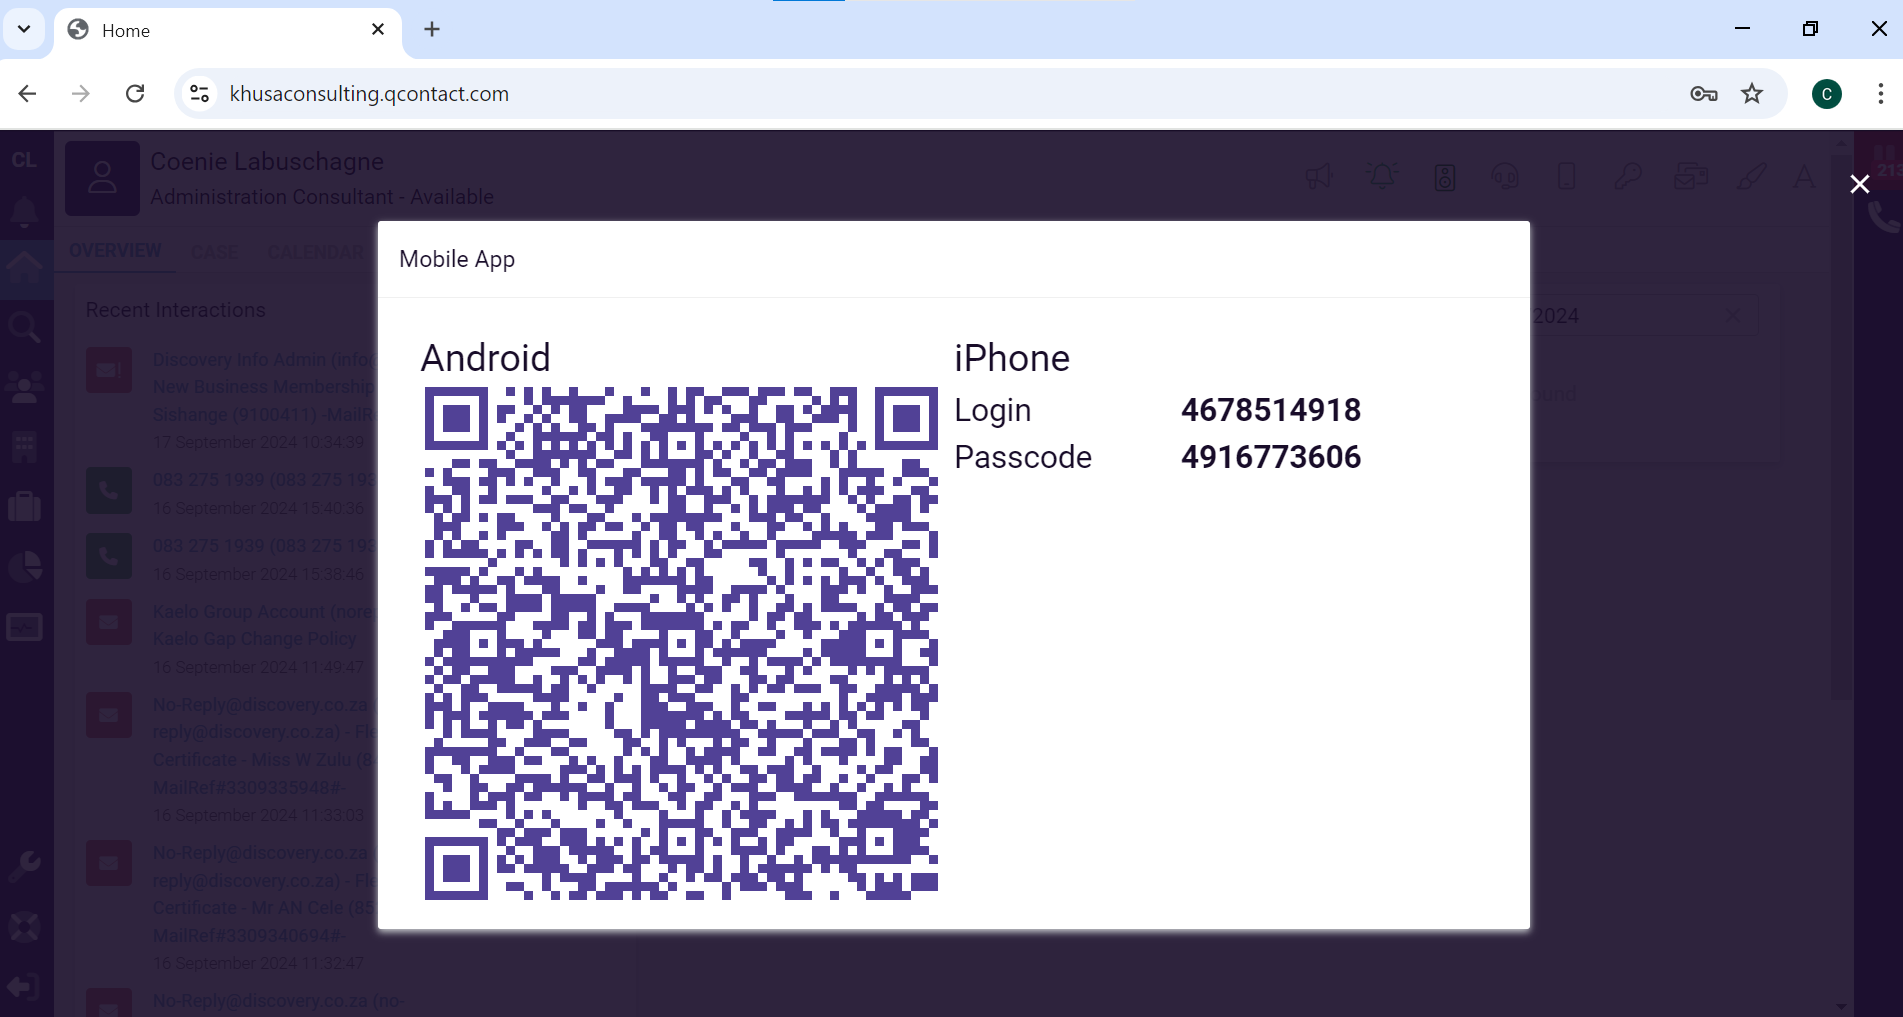 Home
khusaconsulting.qcontact.com
C
CL
Coenie Labuschagne
Administration Consultant - Available
213
OVERVIEW CASE CALENDAR
Mobile App
Recent Interactions
2024
Android
iPhone
Login 4678514918
Passcode 4916773606
Discovery Info Admin (info
New Business Membership
Sishange (9100411) -MailR
17 September 2024 10:34:39
083 275 1939 (083 275 193
16 September 2024 15:40:36
083 275 1939 (083 275 193
16 September 2024 15:38:46
Kaelo Group Account (nore
Kaelo Gap Change Policy
16 September 2024 11:49:47
No-Reply@discovery.co.za
reply@discovery.co.za) - Fle
Certificate - Miss W Zulu (8
MailRef#3309335948#-
16 September 2024 11:33:03
No-Reply@discovery.co.za
reply@discovery.co.za) - Fle
Certificate - Mr AN Cele (85
MailRef#3309340694#-
16 September 2024 11:32:47
No-Reply@discovery.co.za (no-